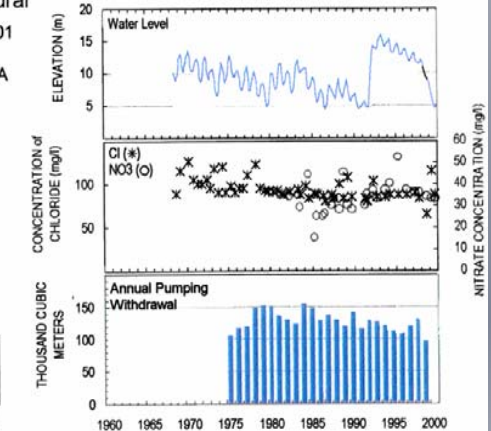 ural
01
A
Water Level
ELEVATION (m)
20
15
10
5
Cl (✳)
NO3 (O)
CONCENTRATION of
CHLORIDE (mg/l)
100
50
60
50
40
30
20
10
0
NITRATE CONCENTRATION (mg/l)
Annual Pumping
Withdrawal
THOUSAND CUBIC
METERS
150
100
50
0
1960 1965 1970 1975 1980 1985 1990 1995 2000